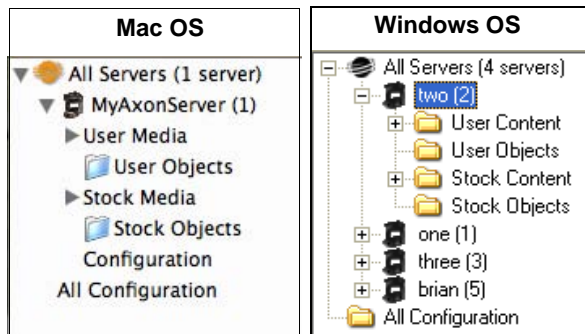 Mac OS
All Servers (1 server)
MyAxonServer (1)
User Media
User Objects
Stock Media
Stock Objects
Configuration
All Configuration
Windows OS
All Servers (4 servers)
two (2)
User Content
User Objects
Stock Content
Stock Objects
one (1)
three (3)
brian (5)
All Configuration